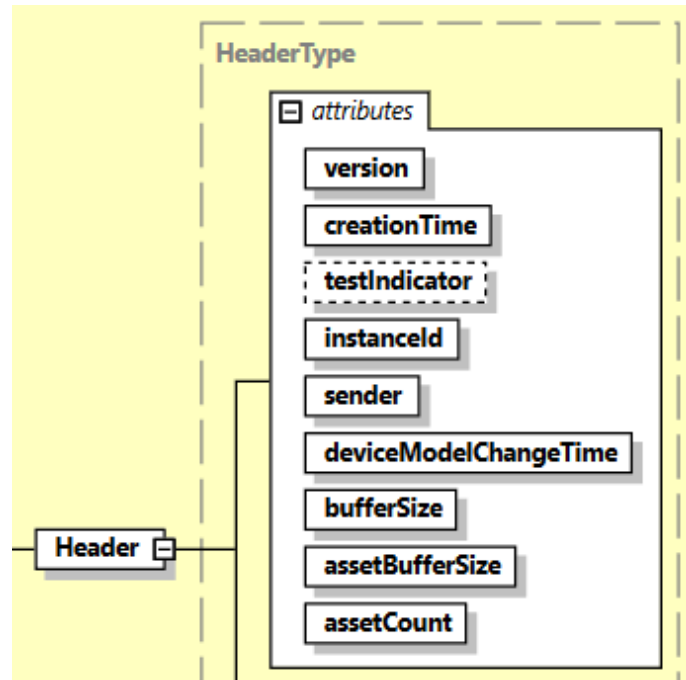 HeaderType
attributes
version
creationTime
testIndicator
instanceId
sender
deviceModelChangeTime
bufferSize
Header
assetBufferSize
assetCount